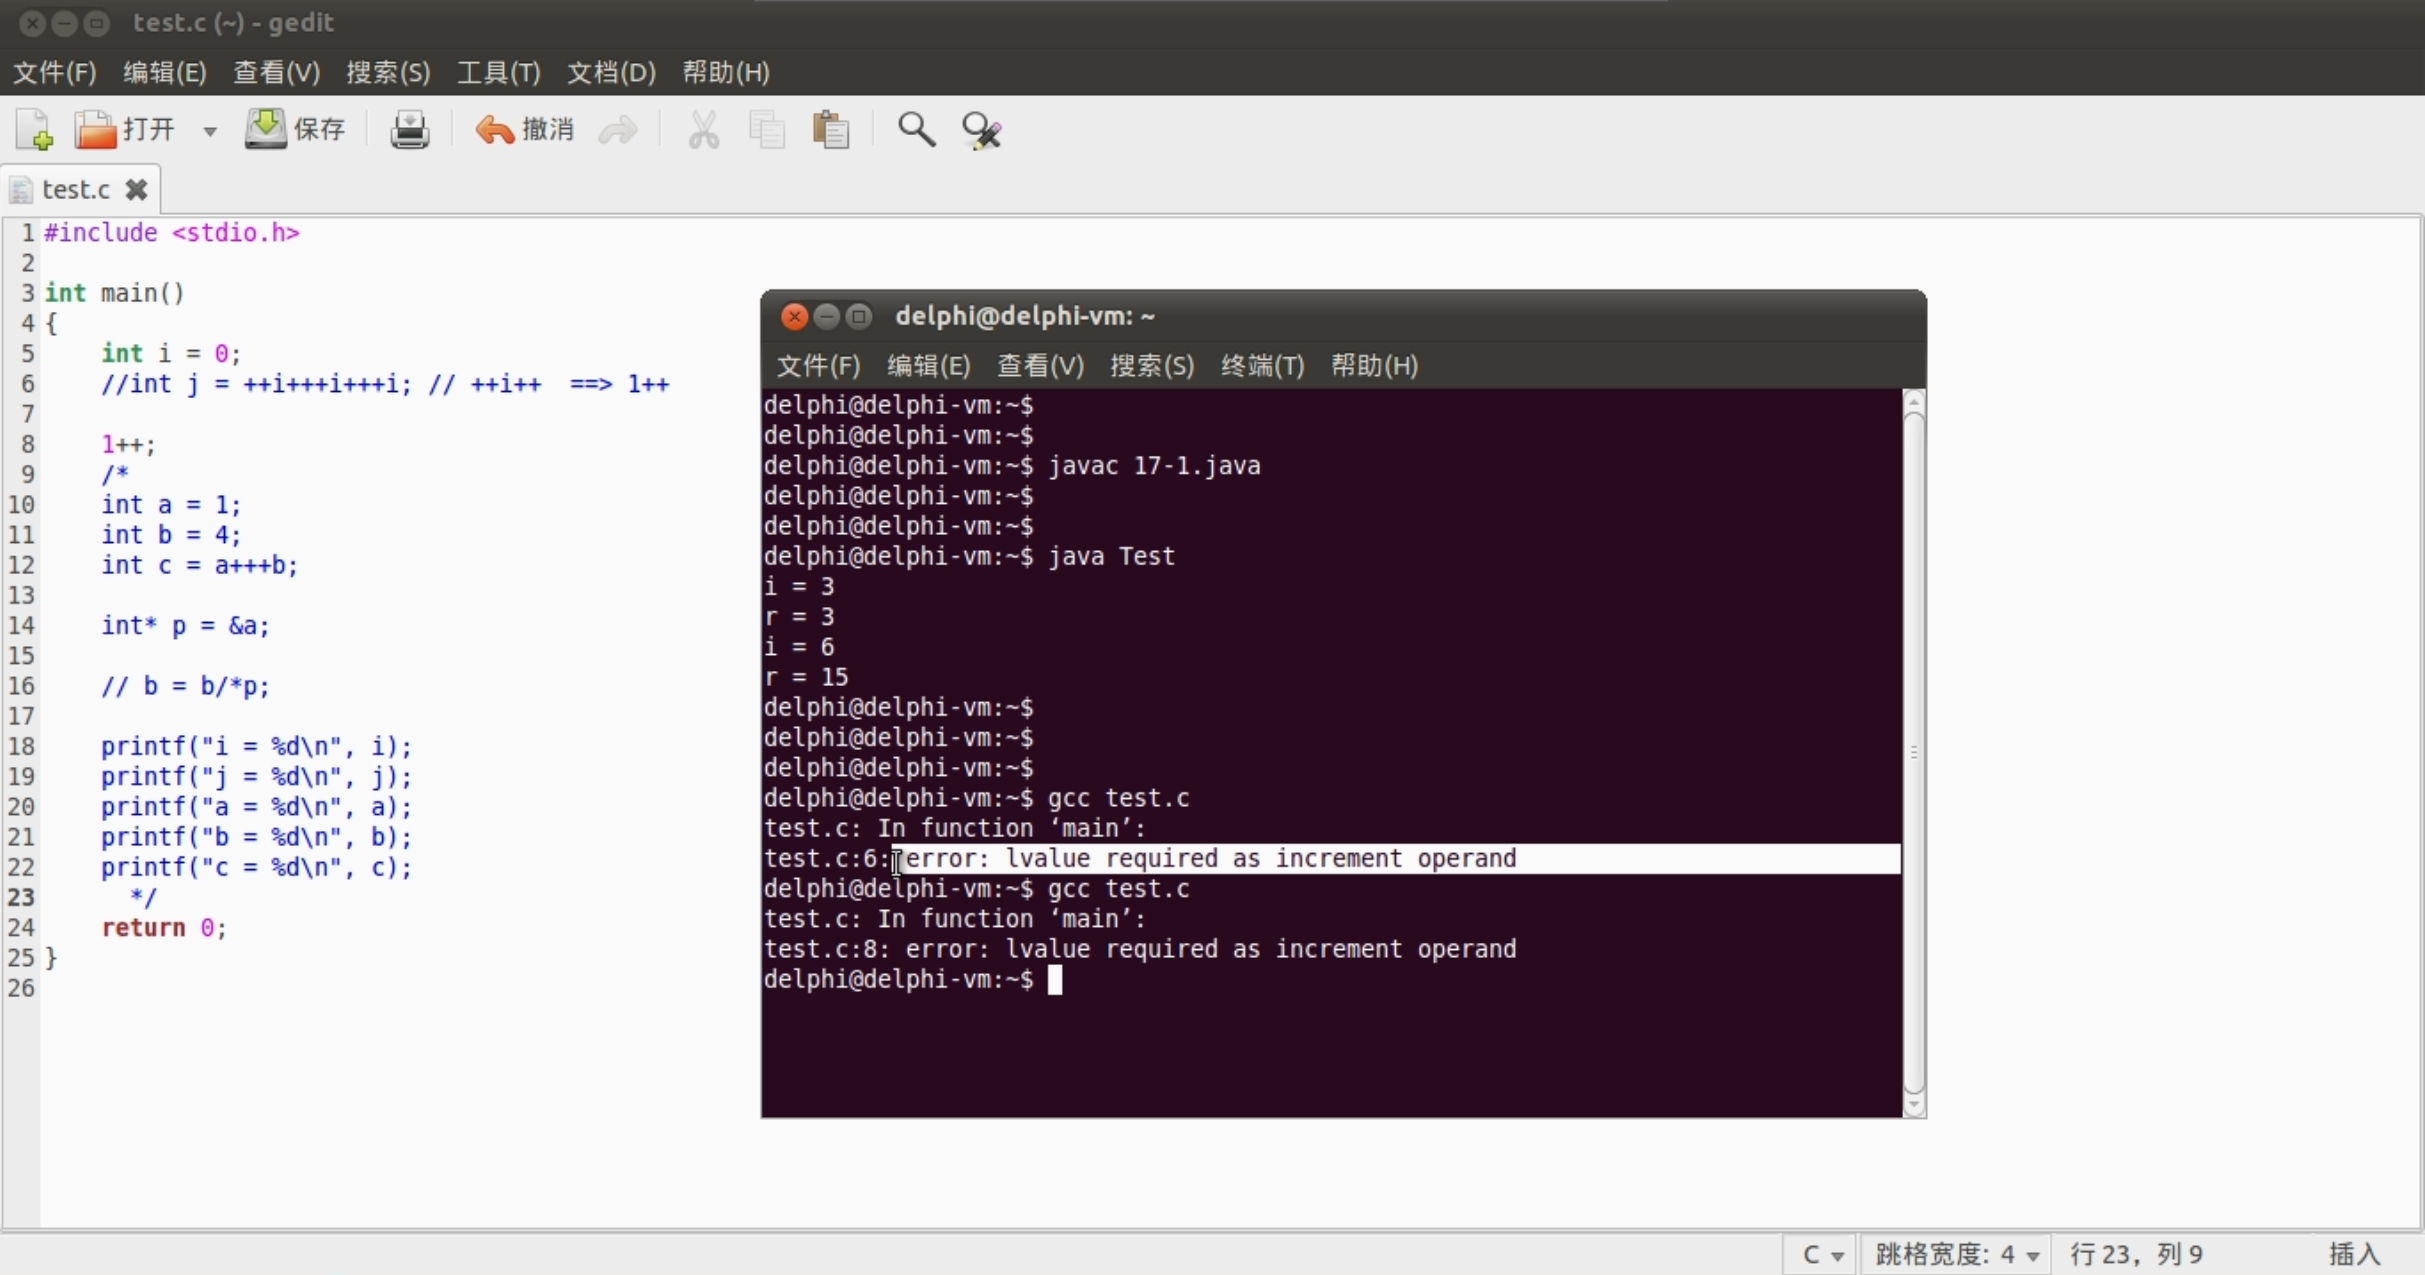 test.c (~) - gedit
文件(F) 编辑(E) 查看(V) 搜索(S) 工具(T) 文档(D) 帮助(H)
打开 保存 撤消
test.c
1 #include <stdio.h>
2
3 int main()
4 {
5     int i = 0;
6     //int j = ++i+++i+++i; // ++i++  ==> 1++
7
8     1++;
9     /*
10     int a = 1;
11     int b = 4;
12     int c = a+++b;
13
14     int* p = &a;
15
16     // b = b/*p;
17
18     printf("i = %d\n", i);
19     printf("j = %d\n", j);
20     printf("a = %d\n", a);
21     printf("b = %d\n", b);
22     printf("c = %d\n", c);
23       */
24     return 0;
25 }
26
delphi@delphi-vm: ~
文件(F) 编辑(E) 查看(V) 搜索(S) 终端(T) 帮助(H)
delphi@delphi-vm:~$
delphi@delphi-vm:~$
delphi@delphi-vm:~$ javac 17-1.java
delphi@delphi-vm:~$
delphi@delphi-vm:~$
delphi@delphi-vm:~$ java Test
i = 3
r = 3
i = 6
r = 15
delphi@delphi-vm:~$
delphi@delphi-vm:~$
delphi@delphi-vm:~$
delphi@delphi-vm:~$ gcc test.c
test.c: In function ‘main’:
test.c:6: error: lvalue required as increment operand
delphi@delphi-vm:~$ gcc test.c
test.c: In function ‘main’:
test.c:8: error: lvalue required as increment operand
delphi@delphi-vm:~$
C 跳格宽度: 4 行 23，列 9 插入